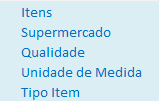 Itens
Supermercado
Qualidade
Unidade de Medida
Tipo Item